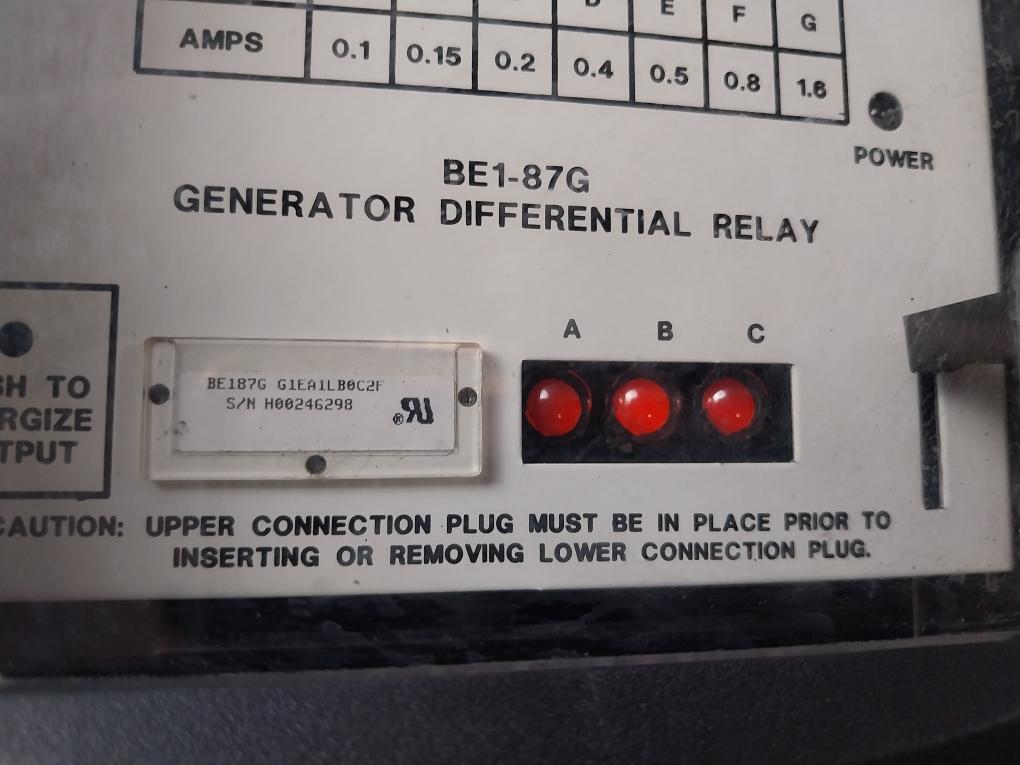 D E F G
AMPS 0.1 0.15 0.2 0.4 0.5 0.8 1.6
POWER
BE1-87G
GENERATOR DIFFERENTIAL RELAY
A B C
BE187G G1EA1LB0C2F
S/N H00246298
SH TO
RGIZE
TPUT
CAUTION: UPPER CONNECTION PLUG MUST BE IN PLACE PRIOR TO
INSERTING OR REMOVING LOWER CONNECTION PLUG.